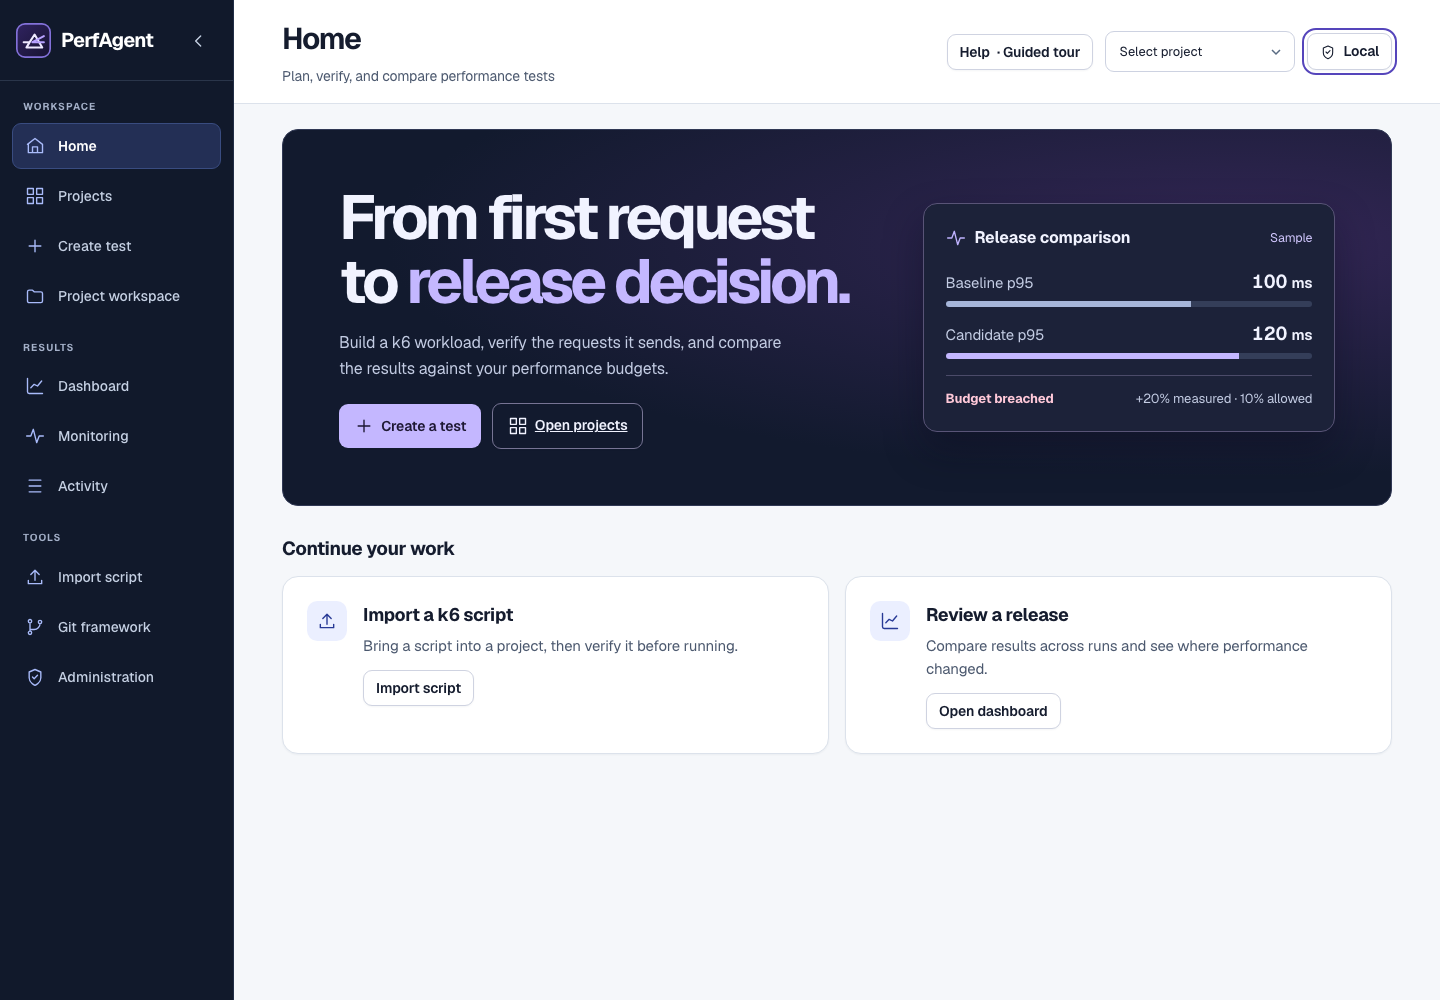 PerfAgent
WORKSPACE
Home
Projects
Create test
Project workspace
RESULTS
Dashboard
Monitoring
Activity
TOOLS
Import script
Git framework
Administration
Home
Plan, verify, and compare performance tests
Help · Guided tour
Select project
Local
From first request
to release decision.
Build a k6 workload, verify the requests it sends, and compare
the results against your performance budgets.
Create a test
Open projects
Release comparison
Sample
Baseline p95
100 ms
Candidate p95
120 ms
Budget breached
+20% measured · 10% allowed
Continue your work
Import a k6 script
Bring a script into a project, then verify it before running.
Import script
Review a release
Compare results across runs and see where performance
changed.
Open dashboard